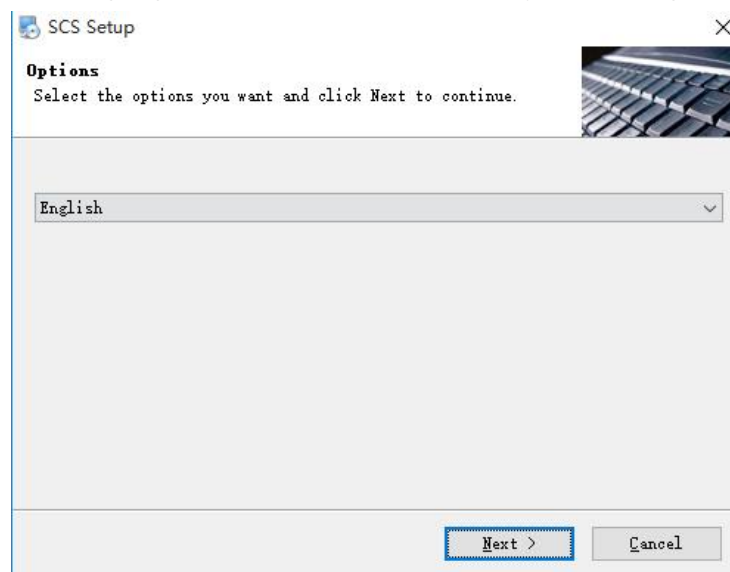 SCS Setup
Options
Select the options you want and click Next to continue.
English
Next >
Cancel